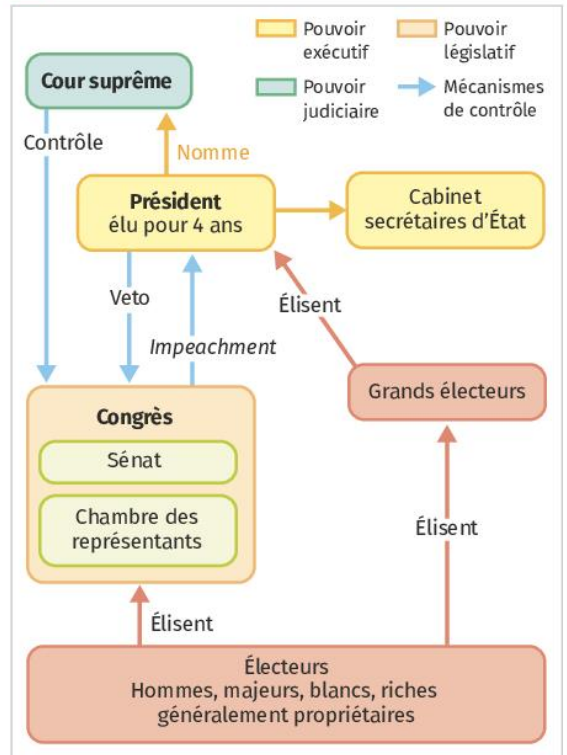 Pouvoir
exécutif
Pouvoir
législatif
Pouvoir
judiciaire
Mécanismes
de contrôle
Cour suprême
Contrôle
Nomme
Président
élu pour 4 ans
Cabinet
secrétaires d'État
Veto
Impeachment
Élisent
Grands électeurs
Congrès
Sénat
Chambre des
représentants
Élisent
Élisent
Électeurs
Hommes, majeurs, blancs, riches
généralement propriétaires